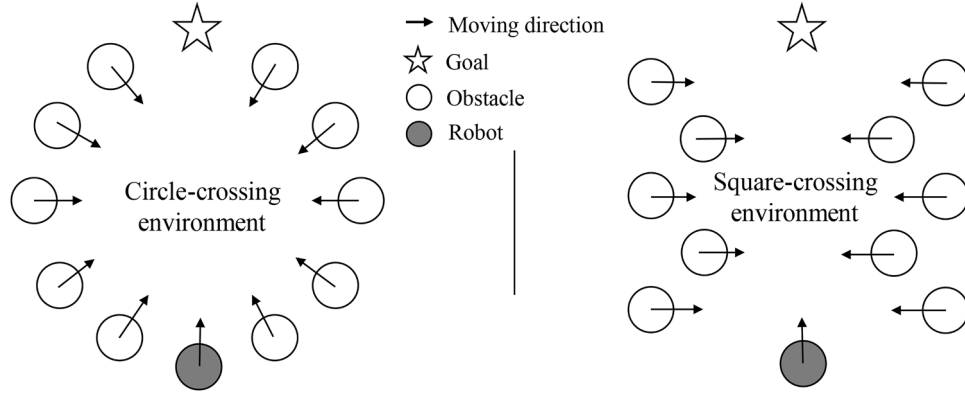 Moving direction
Goal
Obstacle
Robot
Circle-crossing
environment
Square-crossing
environment